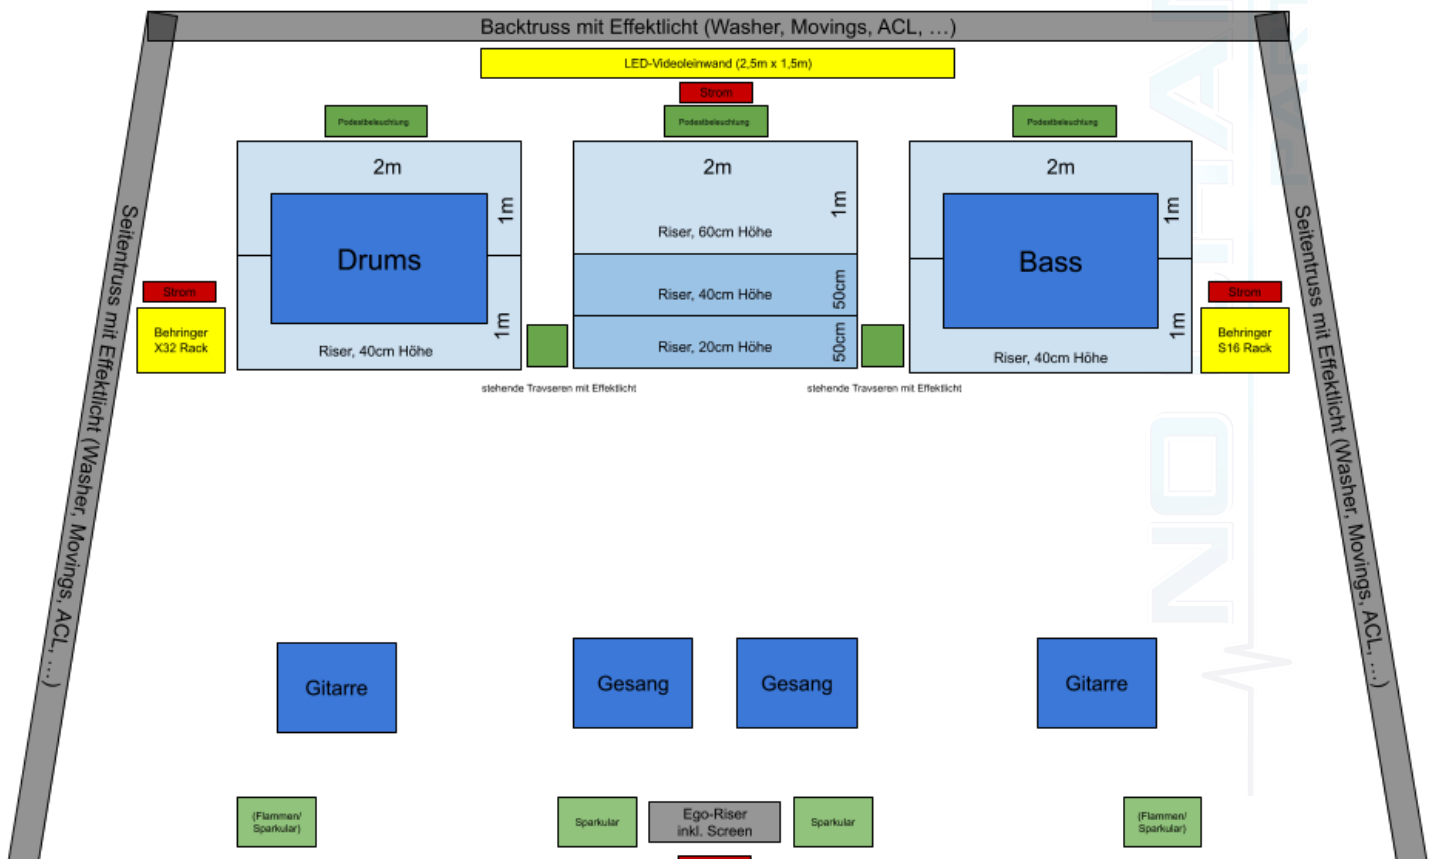 Backtruss mit Effektlicht (Washer, Movings, ACL, …)
LED-Videoleinwand (2,5m x 1,5m)
Strom
Podestbeleuchtung
Podestbeleuchtung
Podestbeleuchtung
2m
1m
Drums
1m
Riser, 40cm Höhe
2m
1m
Riser, 60cm Höhe
Riser, 40cm Höhe
50cm
Riser, 20cm Höhe
50cm
2m
1m
Bass
1m
Riser, 40cm Höhe
Seitentruss mit Effektlicht (Washer, Movings, ACL, …)
Seitentruss mit Effektlicht (Washer, Movings, ACL, …)
Strom
Behringer
X32 Rack
Strom
Behringer
S16 Rack
stehende Travseren mit Effektlicht
stehende Travseren mit Effektlicht
Gitarre
Gesang
Gesang
Gitarre
(Flammen/
Sparkular)
Sparkular
Ego-Riser
inkl. Screen
Sparkular
(Flammen/
Sparkular)
NO